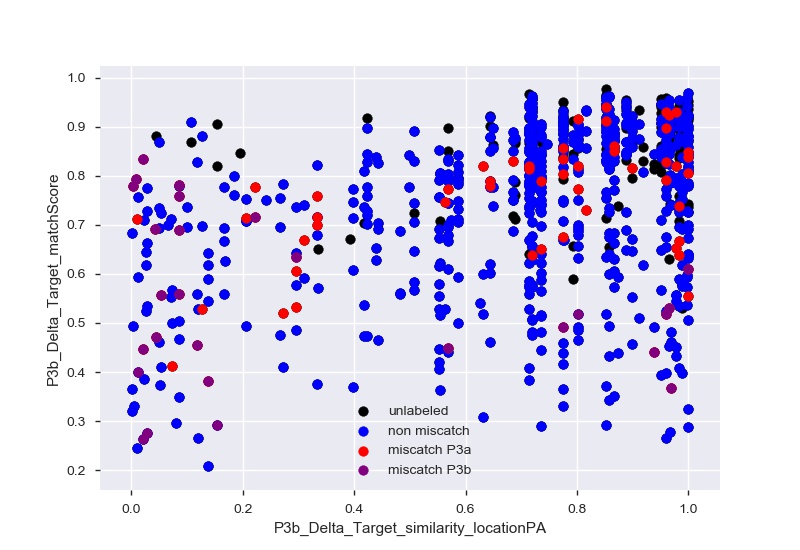 1.0
0.9
0.8
0.7
0.6
0.5
0.4
0.3
0.2
P3b_Delta_Target_matchScore
unlabeled
non miscatch
miscatch P3a
miscatch P3b
0.0 0.2 0.4 0.6 0.8 1.0
P3b_Delta_Target_similarity_locationPA